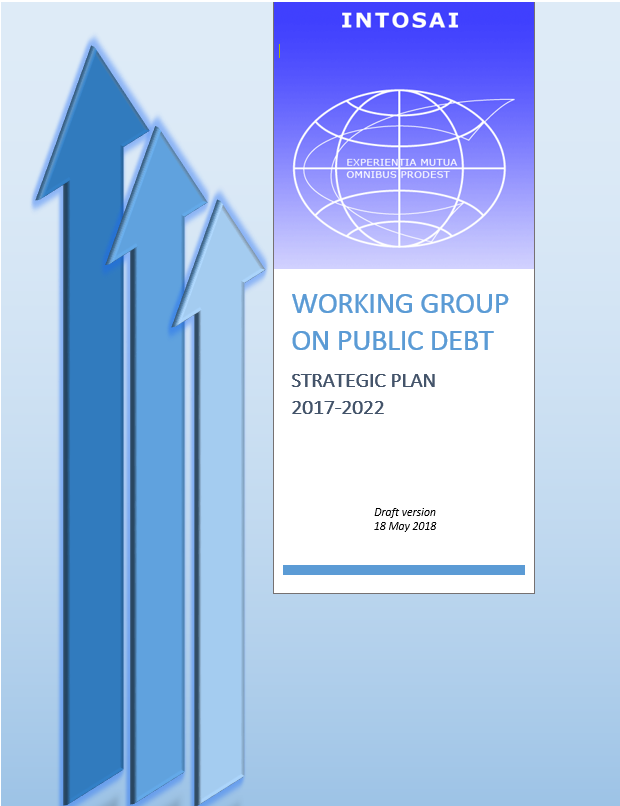 INTOSAI
EXPERIENTIA MUTUA
OMNIBUS PRODEST
WORKING GROUP
ON PUBLIC DEBT
STRATEGIC PLAN
2017-2022
Draft version
18 May 2018